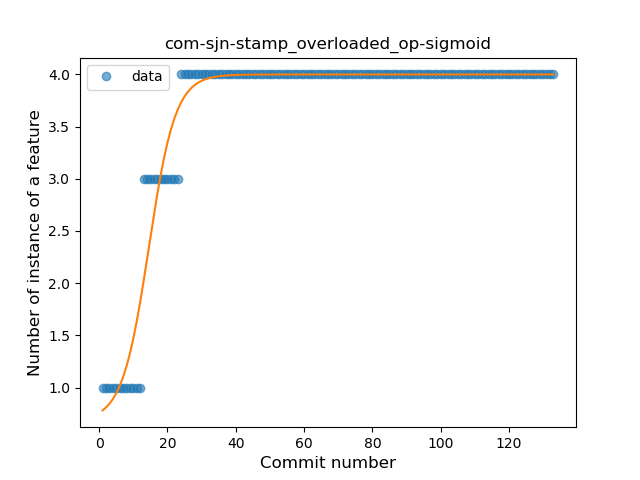 com-sjn-stamp_overloaded_op-sigmoid
data
4.0
3.5
3.0
2.5
2.0
1.5
1.0
Number of instance of a feature
0 20 40 60 80 100 120
Commit number